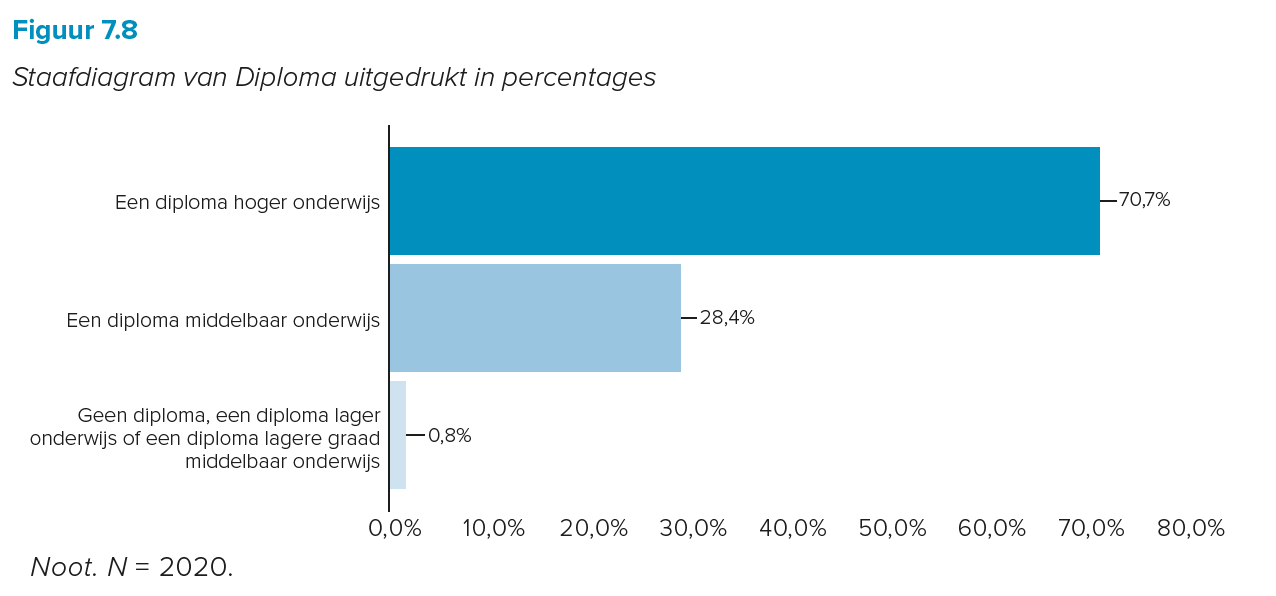 Figuur 7.8
Staafdiagram van Diploma uitgedrukt in percentages
Een diploma hoger onderwijs
70,7%
Een diploma middelbaar onderwijs
28,4%
Geen diploma, een diploma lager
onderwijs of een diploma lagere graad
middelbaar onderwijs
0,8%
0,0% 10,0% 20,0% 30,0% 40,0% 50,0% 60,0% 70,0% 80,0%
Noot. N = 2020.